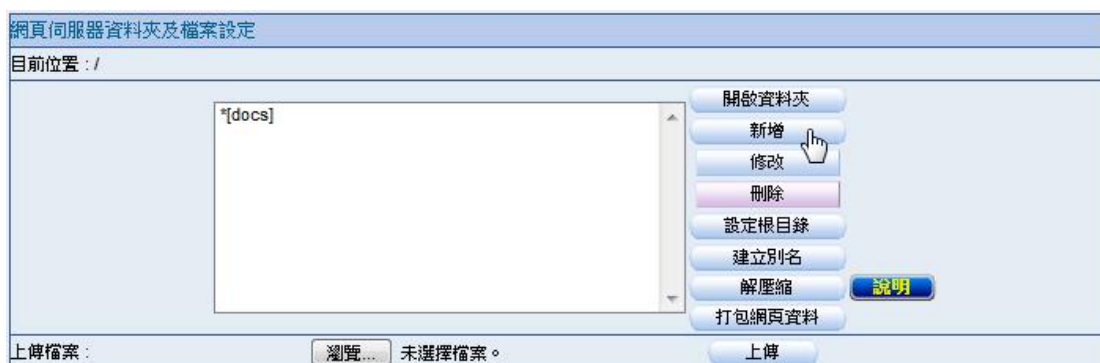 網頁伺服器資料夾及檔案設定
目前位置:/
*[docs]
開啟資料夾
新增
修改
刪除
設定根目錄
建立別名
解壓縮 說明
打包網頁資料
上傳檔案: 瀏覽... 未選擇檔案。 上傳